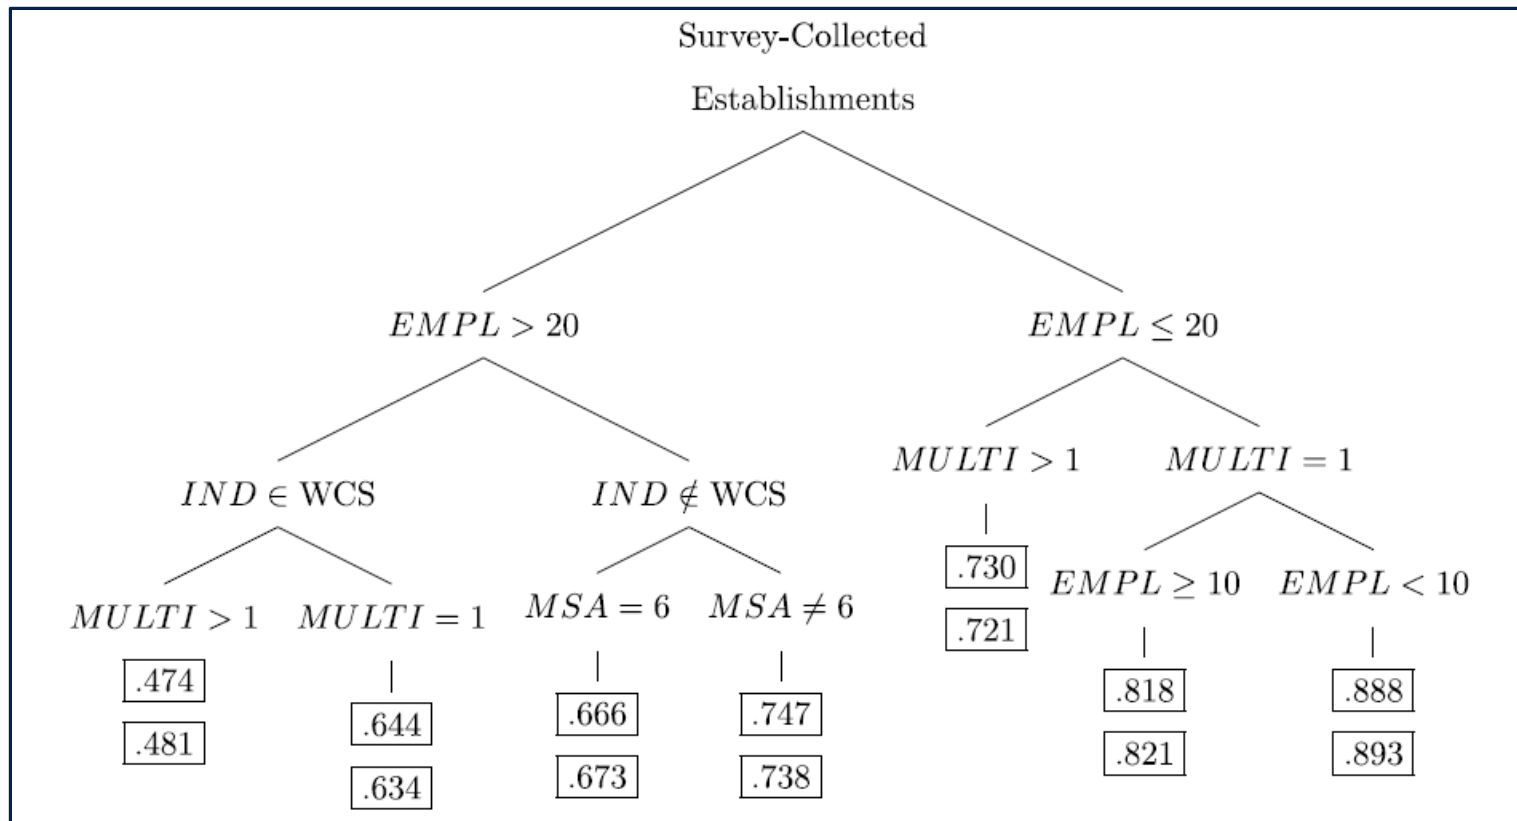 Survey-Collected
Establishments
EMPL > 20
EMPL ≤ 20
IND ∈ WCS
IND ∉ WCS
MULTI > 1
MULTI = 1
MULTI > 1
MULTI = 1
MSA = 6
MSA ≠ 6
EMPL ≥ 10
EMPL < 10
.474
.481
.644
.634
.666
.673
.747
.738
.730
.721
.818
.821
.888
.893